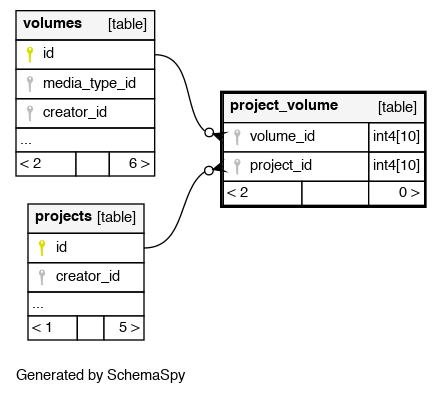 volumes [table]
id
media_type_id
creator_id
...
< 2 6 >
project_volume [table]
volume_id int4[10]
project_id int4[10]
< 2 0 >
projects [table]
id
creator_id
...
< 1 5 >
Generated by SchemaSpy